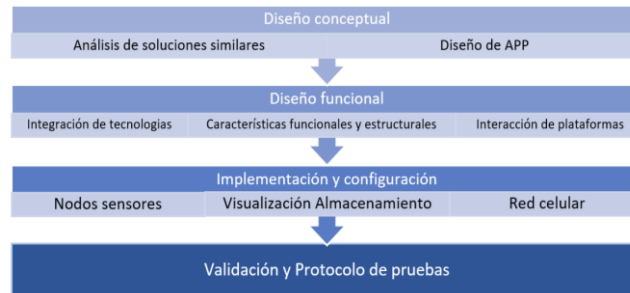 Diseño conceptual
Análisis de soluciones similares Diseño de APP
Diseño funcional
Integración de tecnologias Características funcionales y estructurales Interacción de plataformas
Implementación y configuración
Nodos sensores Visualización Almacenamiento Red celular
Validación y Protocolo de pruebas